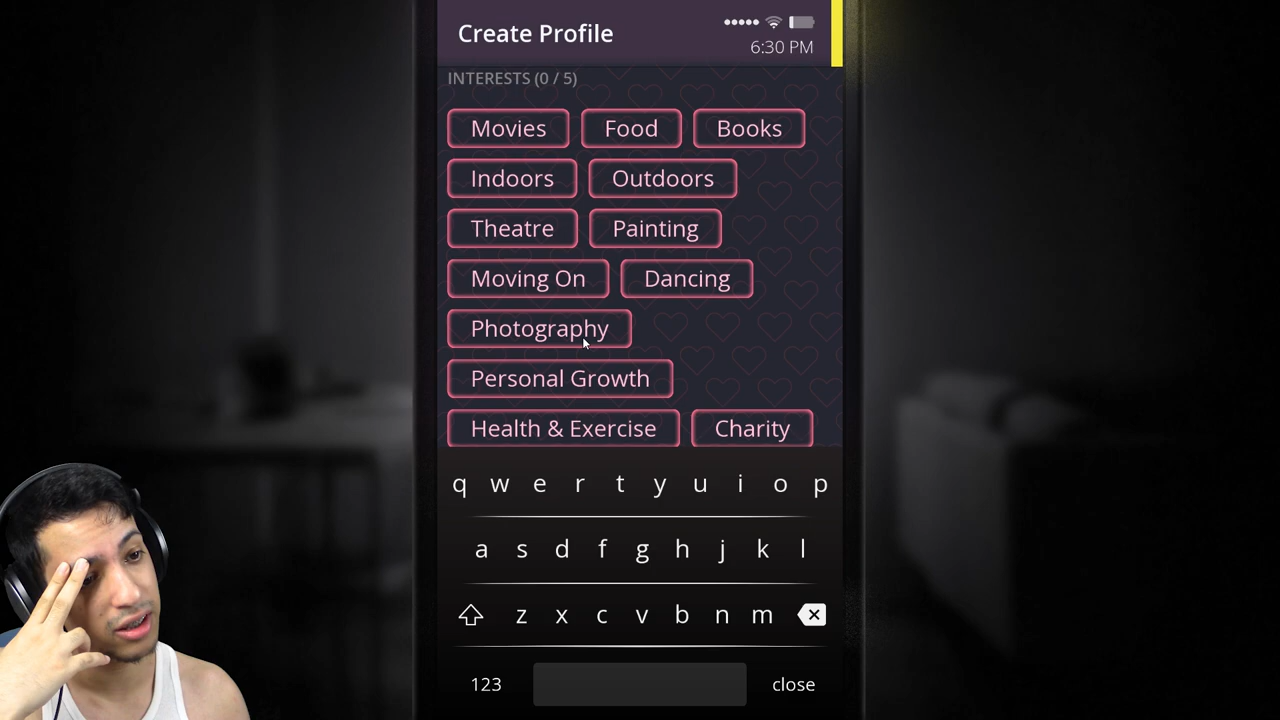 Create Profile
6:30 PM
INTERESTS (0 / 5)
Movies Food Books
Indoors Outdoors
Theatre Painting
Moving On Dancing
Photography
Personal Growth
Health & Exercise Charity
q w e r t y u i o p
a s d f g h j k l
z x c v b n m
123 close